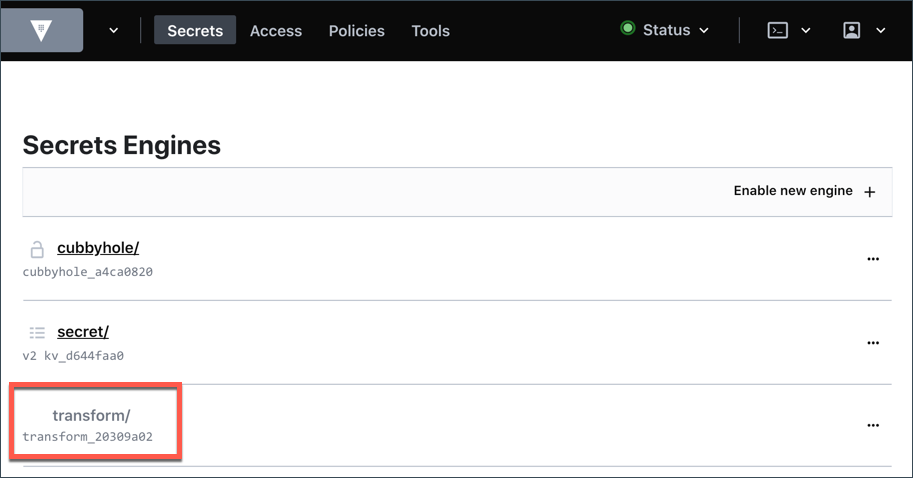 Secrets Access Policies Tools Status
Secrets Engines
Enable new engine +
cubbyhole/
cubbyhole_a4ca0820
secret/
v2 kv_d644faa0
transform/
transform_20309a02